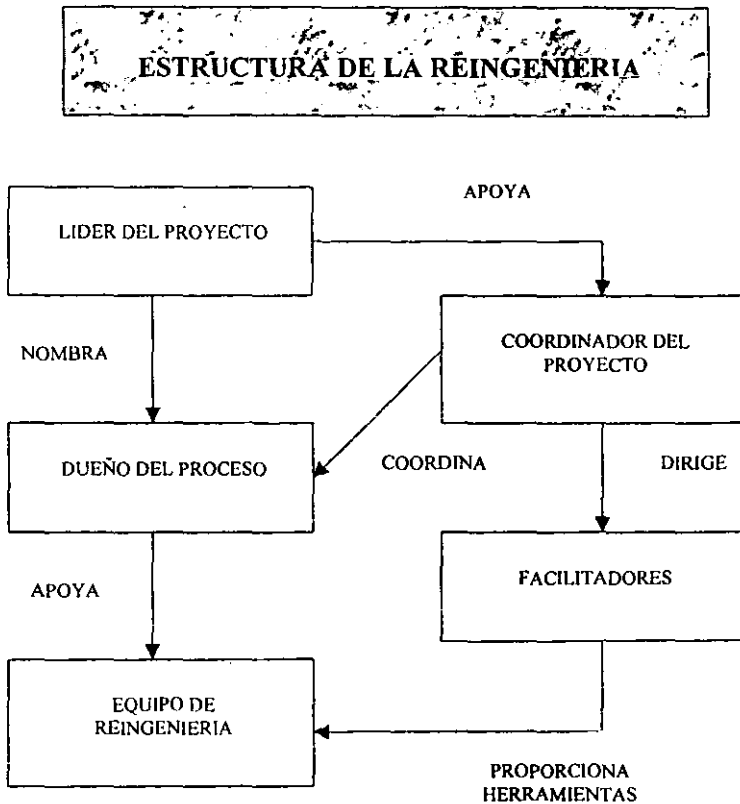 ESTRUCTURA DE LA REINGENIERIA
APOYA
LIDER DEL PROYECTO
NOMBRA
COORDINADOR DEL
PROYECTO
DUEÑO DEL PROCESO
COORDINA
DIRIGE
APOYA
FACILITADORES
EQUIPO DE
REINGENIERIA
PROPORCIONA
HERRAMIENTAS